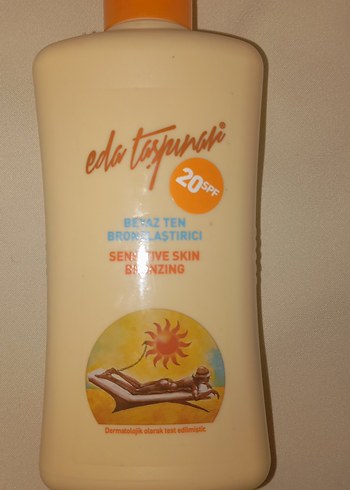 eda taşpınar®
20 SPF
BEYAZ TEN
BRONZLAŞTIRICI
SENSITIVE SKIN
BRONZING
Dermatolojik olarak test edilmiştir.